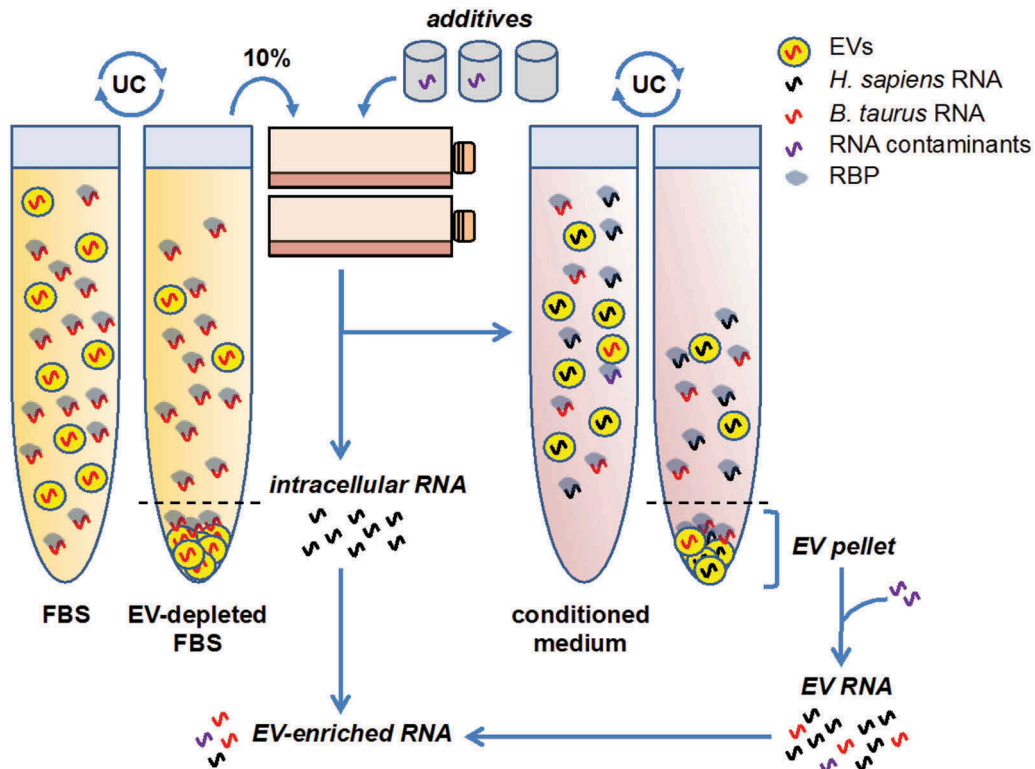 additives
UC
10%
UC
EVs
H. sapiens RNA
B. taurus RNA
RNA contaminants
RBP
intracellular RNA
EV pellet
FBS
EV-depleted
FBS
conditioned
medium
EV RNA
EV-enriched RNA